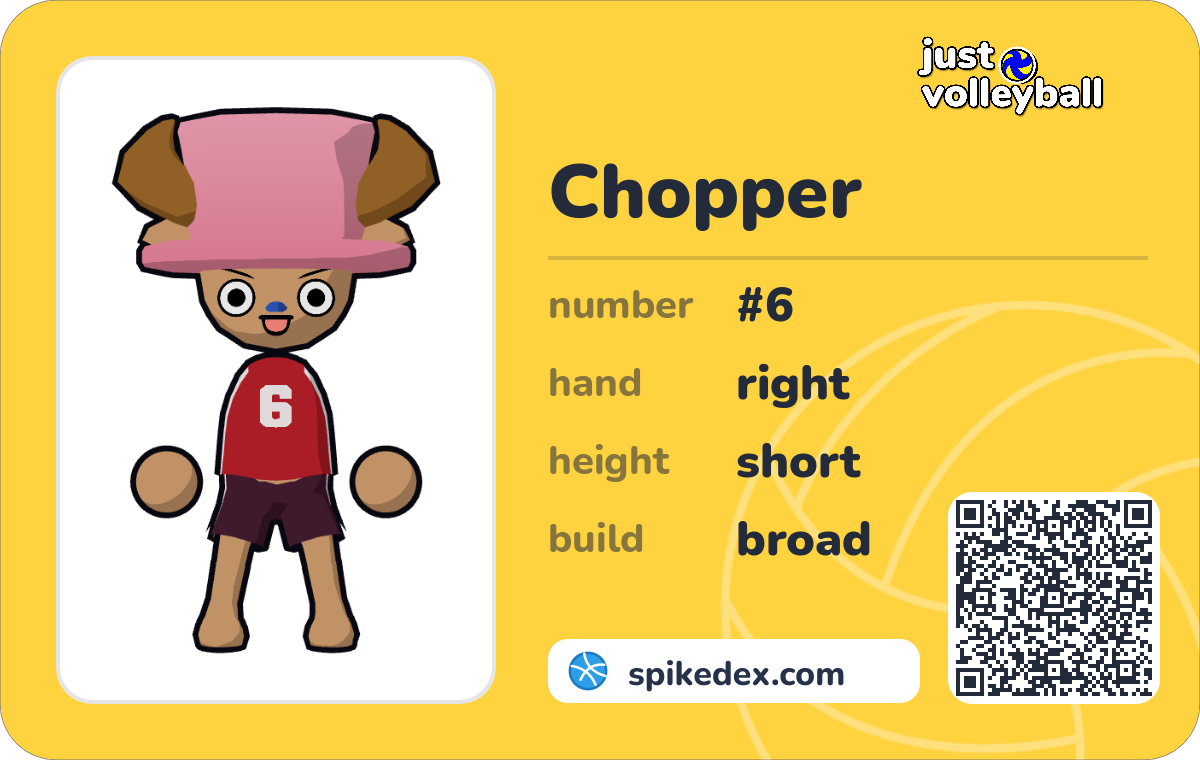 just
volleyball
Chopper
number #6
hand right
height short
build broad
6
spikedex.com